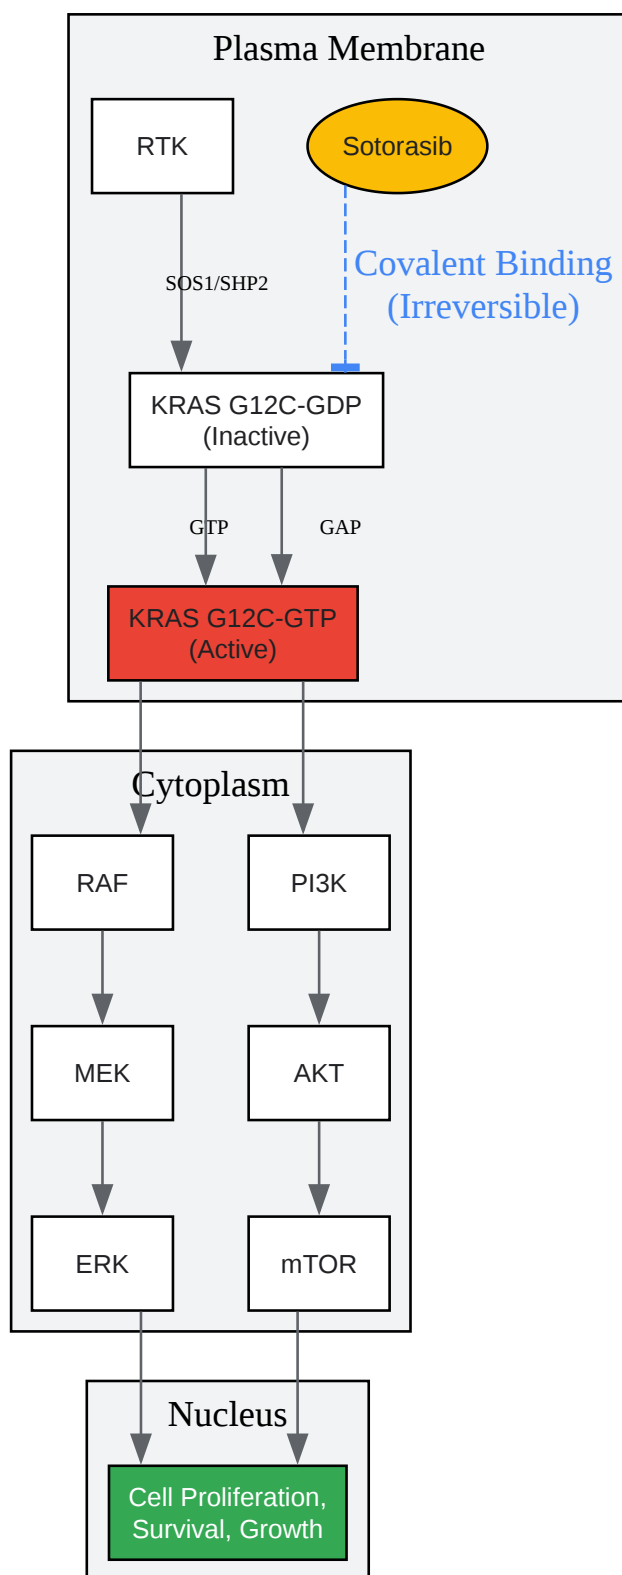 Plasma Membrane
RTK
Sotorasib
SOS1/SHP2
Covalent Binding
(Irreversible)
KRAS G12C-GDP
(Inactive)
GTP
GAP
KRAS G12C-GTP
(Active)
Cytoplasm
RAF
PI3K
MEK
AKT
ERK
mTOR
Nucleus
Cell Proliferation,
Survival, Growth